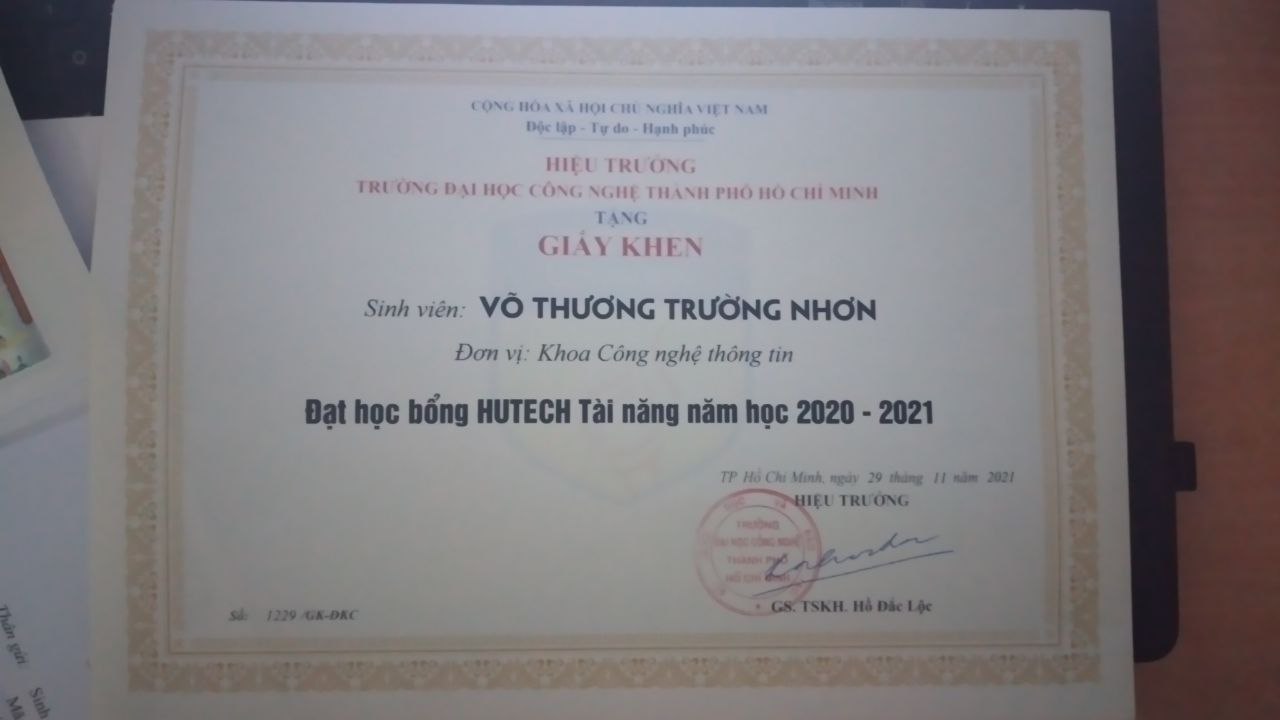 CỘNG HÒA XÃ HỘI CHỦ NGHĨA VIỆT NAM
Độc lập - Tự do - Hạnh phúc
HIỆU TRƯỞNG
TRƯỜNG ĐẠI HỌC CÔNG NGHỆ THÀNH PHỐ HỒ CHÍ MINH
TẶNG
GIẤY KHEN
Sinh viên: VÕ THƯƠNG TRƯỜNG NHƠN
Đơn vị: Khoa Công nghệ thông tin
Đạt học bổng HUTECH Tài năng năm học 2020 - 2021
TP Hồ Chí Minh, ngày 29 tháng 11 năm 2021
HIỆU TRƯỞNG
TRƯỜNG
ĐẠI HỌC CÔNG NGHỆ
THÀNH PHỐ
HỒ CHÍ MINH
GS. TSKH. Hồ Đắc Lộc
Số: 1229 /GK-ĐKC
Thân gửi
Sinh